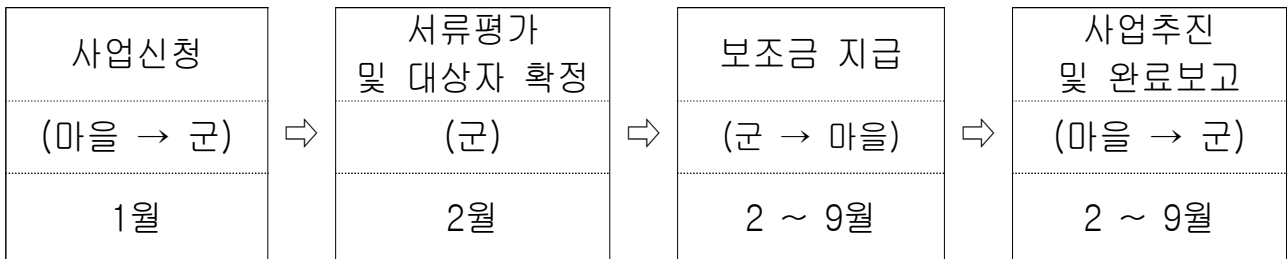 사업신청
(마을 → 군)
1월
⇨
서류평가
및 대상자 확정
(군)
2월
⇨
보조금 지급
(군 → 마을)
2 ~ 9월
⇨
사업추진
및 완료보고
(마을 → 군)
2 ~ 9월